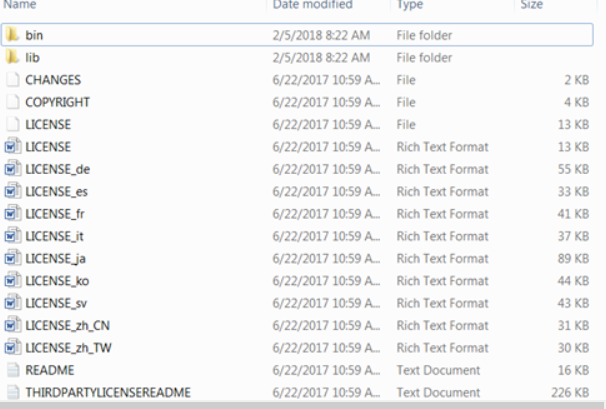 Name Date modified Type Size
bin 2/5/2018 8:22 AM File folder
lib 2/5/2018 8:22 AM File folder
CHANGES 6/22/2017 10:59 A... File 2 KB
COPYRIGHT 6/22/2017 10:59 A... File 4 KB
LICENSE 6/22/2017 10:59 A... File 13 KB
LICENSE 6/22/2017 10:59 A... Rich Text Format 13 KB
LICENSE_de 6/22/2017 10:59 A... Rich Text Format 55 KB
LICENSE_es 6/22/2017 10:59 A... Rich Text Format 33 KB
LICENSE_fr 6/22/2017 10:59 A... Rich Text Format 41 KB
LICENSE_it 6/22/2017 10:59 A... Rich Text Format 37 KB
LICENSE_ja 6/22/2017 10:59 A... Rich Text Format 89 KB
LICENSE_ko 6/22/2017 10:59 A... Rich Text Format 44 KB
LICENSE_sv 6/22/2017 10:59 A... Rich Text Format 43 KB
LICENSE_zh_CN 6/22/2017 10:59 A... Rich Text Format 31 KB
LICENSE_zh_TW 6/22/2017 10:59 A... Rich Text Format 30 KB
README 6/22/2017 10:59 A... Text Document 16 KB
THIRDPARTYLICENSEREADME 6/22/2017 10:59 A... Text Document 226 KB